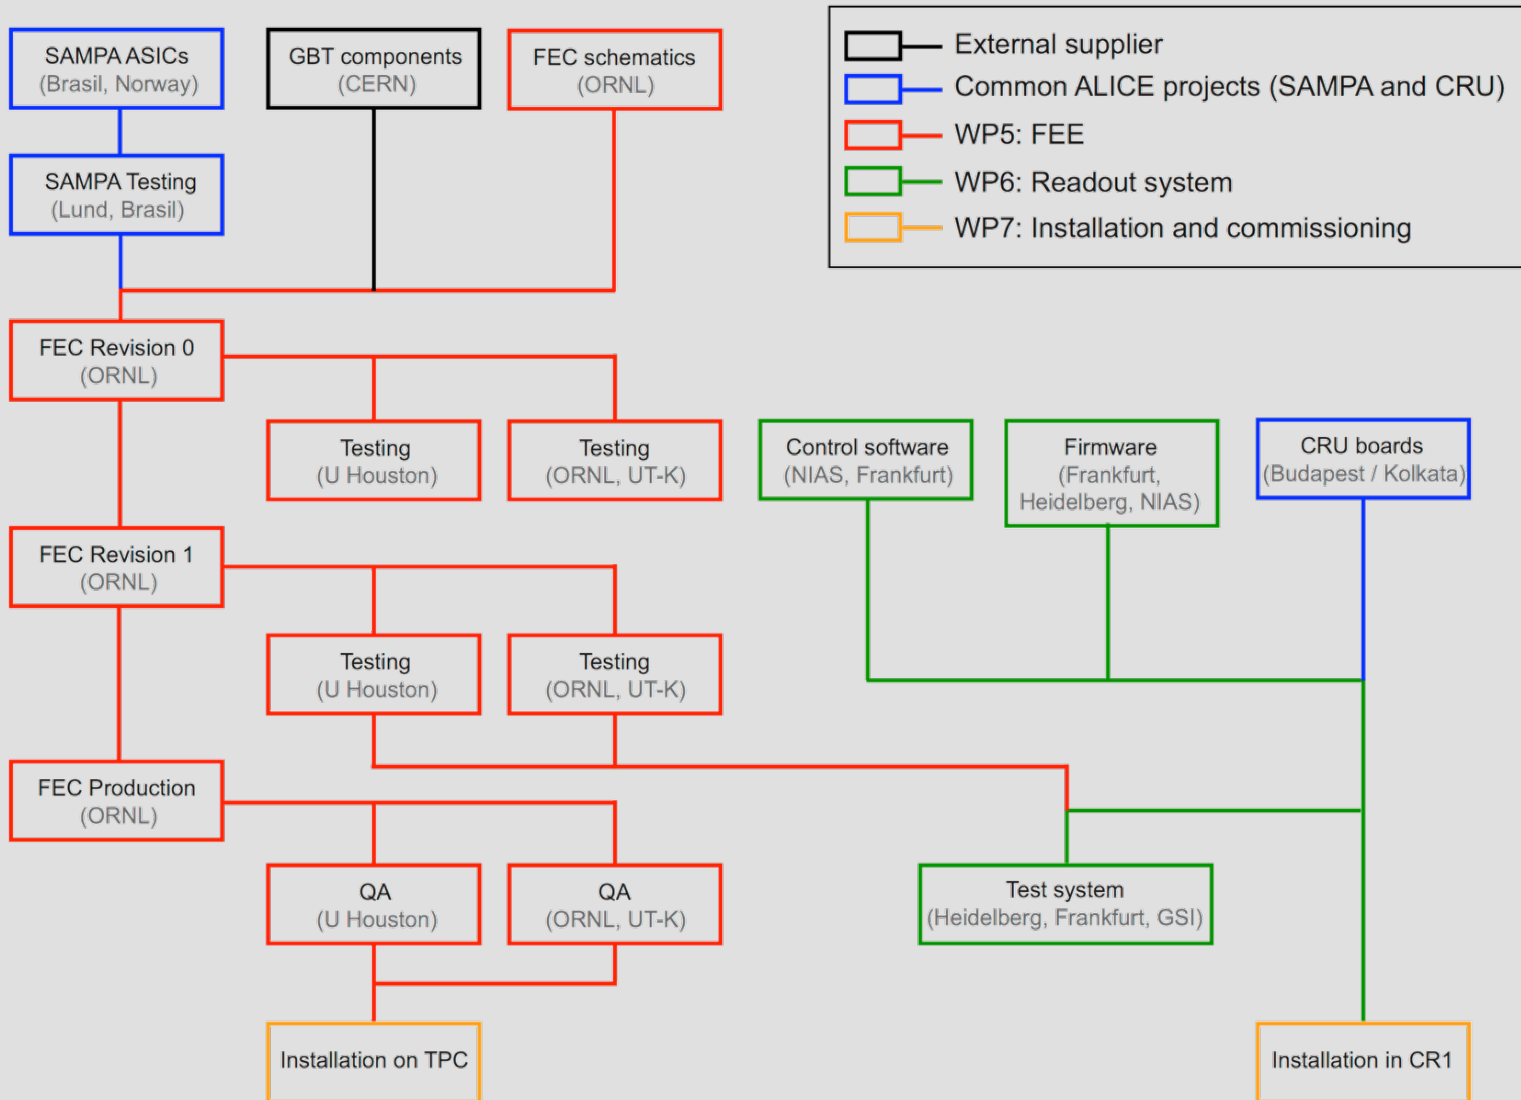 SAMPA ASICs
(Brasil, Norway)
GBT components
(CERN)
FEC schematics
(ORNL)
External supplier
Common ALICE projects (SAMPA and CRU)
WP5: FEE
WP6: Readout system
WP7: Installation and commissioning
SAMPA Testing
(Lund, Brasil)
FEC Revision 0
(ORNL)
Testing
(U Houston)
Testing
(ORNL, UT-K)
Control software
(NIAS, Frankfurt)
Firmware
(Frankfurt,
Heidelberg, NIAS)
CRU boards
(Budapest / Kolkata)
FEC Revision 1
(ORNL)
Testing
(U Houston)
Testing
(ORNL, UT-K)
FEC Production
(ORNL)
QA
(U Houston)
QA
(ORNL, UT-K)
Test system
(Heidelberg, Frankfurt, GSI)
Installation on TPC
Installation in CR1